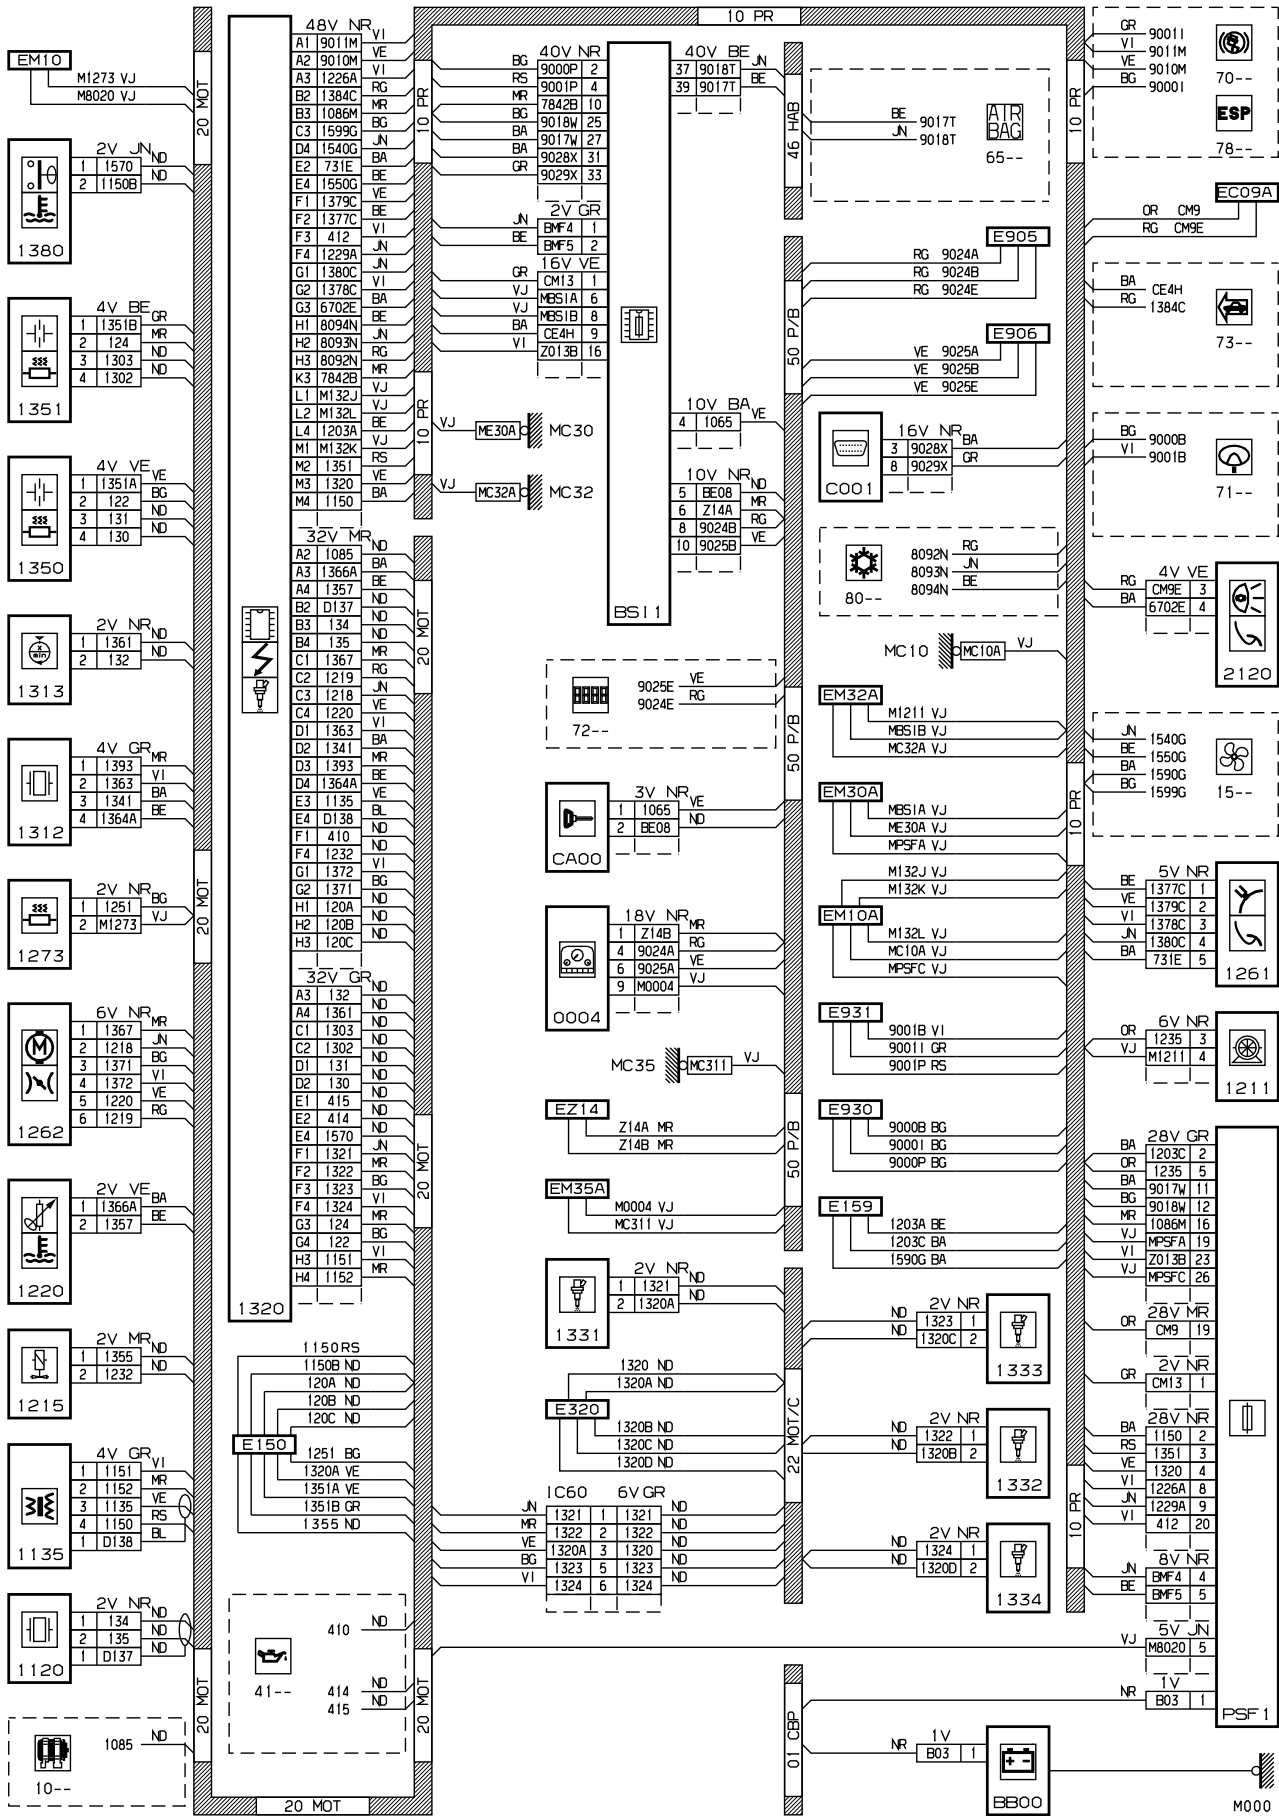 10 PR
EM10
M1273 VJ
M8020 VJ
20 MOT
2V JN
1 1570 ND
2 1150B ND
1380
4V BE
1 1351B GR
2 124 MR
3 1303 ND
4 1302 ND
1351
4V VE
1 1351A VE
2 122 BG
3 131 ND
4 130 ND
1350
2V NR
1 1361 ND
2 132 ND
x
min
1313
4V GR
1 1393 MR
2 1363 VI
3 1341 BA
4 1364A BE
1312
2V NR
1 1251 BG
2 M1273 VJ
1273
20 MOT
6V NR
1 1367 MR
2 1218 JN
3 1371 BG
4 1372 VI
5 1220 VE
6 1219 RG
M
1262
2V VE
1 1366A BA
2 1357 BE
1220
2V MR
1 1355 ND
2 1232 ND
1215
4V GR
1 1151 VI
2 1152 MR
3 1135 VE
4 1150 RS
1 D138 BL
1135
2V NR
1 134 ND
2 135 ND
1 D137 ND
1120
20 MOT
1085 ND
10--
48V NR
A1 9011M VI
A2 9010M VE
A3 1226A VI
B2 1384C RG
B3 1086M MR
C3 1599G BG
D4 1540G JN
E2 731E BA
E4 1550G BE
F1 1379C VE
F2 1377C BE
F3 412 VI
F4 1229A JN
G1 1380C JN
G2 1378C VI
G3 6702E BA
H1 8094N BE
H2 8093N JN
H3 8092N RG
K3 7842B MR
L1 M132J VJ
L2 M132L VJ
L4 1203A BE
M1 M132K VJ
M2 1351 RS
M3 1320 VE
M4 1150 BA
32V MR
A2 1085 ND
A3 1366A BA
A4 1357 BE
B2 D137 ND
B3 134 ND
B4 135 ND
C1 1367 MR
C2 1219 RG
C3 1218 JN
C4 1220 VE
D1 1363 VI
D2 1341 BA
D3 1393 MR
D4 1364A BE
E3 1135 VE
E4 D138 BL
F1 410 ND
F4 1232 ND
G1 1372 VI
G2 1371 BG
H1 120A ND
H2 120B ND
H3 120C ND
32V GR
A3 132 ND
A4 1361 ND
C1 1303 ND
C2 1302 ND
D1 131 ND
D2 130 ND
E1 415 ND
E2 414 ND
E4 1570 ND
F1 1321 JN
F2 1322 MR
F3 1323 BG
F4 1324 VI
G3 124 MR
G4 122 BG
H3 1151 VI
H4 1152 MR
1320
1150 RS
1150B ND
120A ND
120B ND
120C ND
E150
1251 BG
1320A VE
1351A VE
1351B GR
1355 ND
410 ND
414 ND
415 ND
41--
20 MOT
10 PR
10 PR
20 MOT
20 MOT
20 MOT
40V NR
BG 9000P 2
RS 9001P 4
MR 7842B 10
BG 9018W 25
BA 9017W 27
BA 9028X 31
GR 9029X 33
2V GR
JN BMF4 1
BE BMF5 2
16V VE
GR CM13 1
VJ MBSIA 6
VJ MBSIB 8
BA CE4H 9
VI Z013B 16
VJ ME30A MC30
VJ MC32A MC32
40V BE
37 9018T JN
39 9017T BE
10V BA
4 1065 VE
10V NR
5 BE08 ND
6 Z14A MR
8 9024B RG
10 9025B VE
BSI1
9025E VE
9024E RG
72--
3V NR
1 1065 VE
2 BE08 ND
CA00
18V NR
1 Z14B MR
4 9024A RG
6 9025A VE
9 M0004 VJ
0004
MC35 MC311 VJ
EZ14
Z14A MR
Z14B MR
EM35A
M0004 VJ
MC311 VJ
2V NR
1 1321 ND
2 1320A ND
1331
1320 ND
1320A ND
E320
1320B ND
1320C ND
1320D ND
IC60 6V GR
JN 1321 1 1321 ND
MR 1322 2 1322 ND
VE 1320A 3 1320 ND
BG 1323 5 1323 ND
VI 1324 6 1324 ND
46 HAB
50 P/B
50 P/B
50 P/B
22 MOT/C
01 CBP
BE 9017T
JN 9018T
AIR
BAG
65--
E905
RG 9024A
RG 9024B
RG 9024E
E906
VE 9025A
VE 9025B
VE 9025E
16V NR
3 9028X BA
8 9029X GR
C001
8092N RG
8093N JN
8094N BE
80--
MC10 MC10A VJ
EM32A
M1211 VJ
MBSIB VJ
MC32A VJ
EM30A
MBSIA VJ
ME30A VJ
MPSFA VJ
M132J VJ
M132K VJ
EM10A
M132L VJ
MC10A VJ
MPSFC VJ
E931
9001B VI
9001I GR
9001P RS
E930
9000B BG
9000I BG
9000P BG
E159
1203A BE
1203C BA
1590G BA
2V NR
ND 1323 1
ND 1320C 2
1333
2V NR
ND 1322 1
ND 1320B 2
1332
2V NR
ND 1324 1
ND 1320D 2
1334
1V
NR B03 1
BB00
10 PR
10 PR
10 PR
GR 9001I
VI 9011M
VE 9010M
BG 9000I
70--
ESP
78--
EC09A
OR CM9
RG CM9E
BA CE4H
RG 1384C
73--
BG 9000B
VI 9001B
71--
4V VE
RG CM9E 3
BA 6702E 4
2120
JN 1540G
BE 1550G
BA 1590G
BG 1599G
15--
5V NR
BE 1377C 1
VE 1379C 2
VI 1378C 3
JN 1380C 4
BA 731E 5
1261
6V NR
OR 1235 3
VJ M1211 4
1211
28V GR
BA 1203C 2
OR 1235 5
BA 9017W 11
BG 9018W 12
MR 1086M 16
VJ MPSFA 19
VI Z013B 23
VJ MPSFC 26
28V MR
OR CM9 19
2V NR
GR CM13 1
28V NR
BA 1150 2
RS 1351 3
VE 1320 4
VI 1226A 8
JN 1229A 9
VI 412 20
8V NR
JN BMF4 4
BE BMF5 5
5V JN
VJ M8020 5
1V
NR B03 1
PSF1
M000
20 MOT